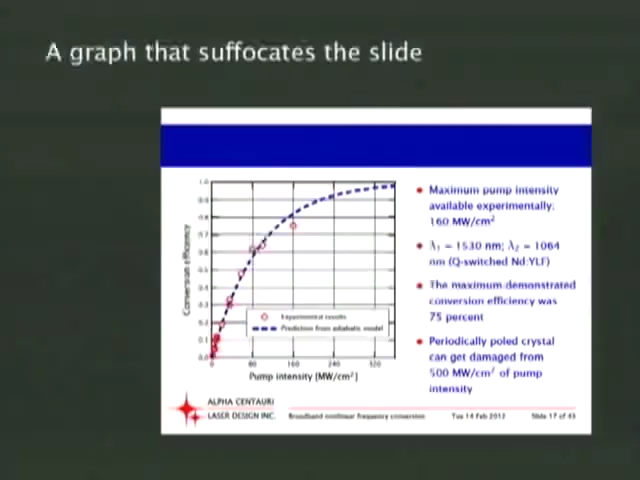 A graph that suffocates the slide
1.0
0.9
0.8
0.7
0.6
0.5
0.4
0.3
0.2
0.1
0.0
Conversion efficiency
Experimental results
Prediction from adiabatic model
0 80 160 240 320
Pump intensity [MW/cm²]
Maximum pump intensity
available experimentally:
160 MW/cm²
λ₁ = 1530 nm; λ₂ = 1064
nm (Q-switched Nd:YLF)
The maximum demonstrated
conversion efficiency was
75 percent
Periodically poled crystal
can get damaged from
500 MW/cm² of pump
intensity
ALPHA CENTAURI
LASER DESIGN INC.
Broadband nonlinear frequency conversion
Tue 14 Feb 2012
Slide 17 of 43